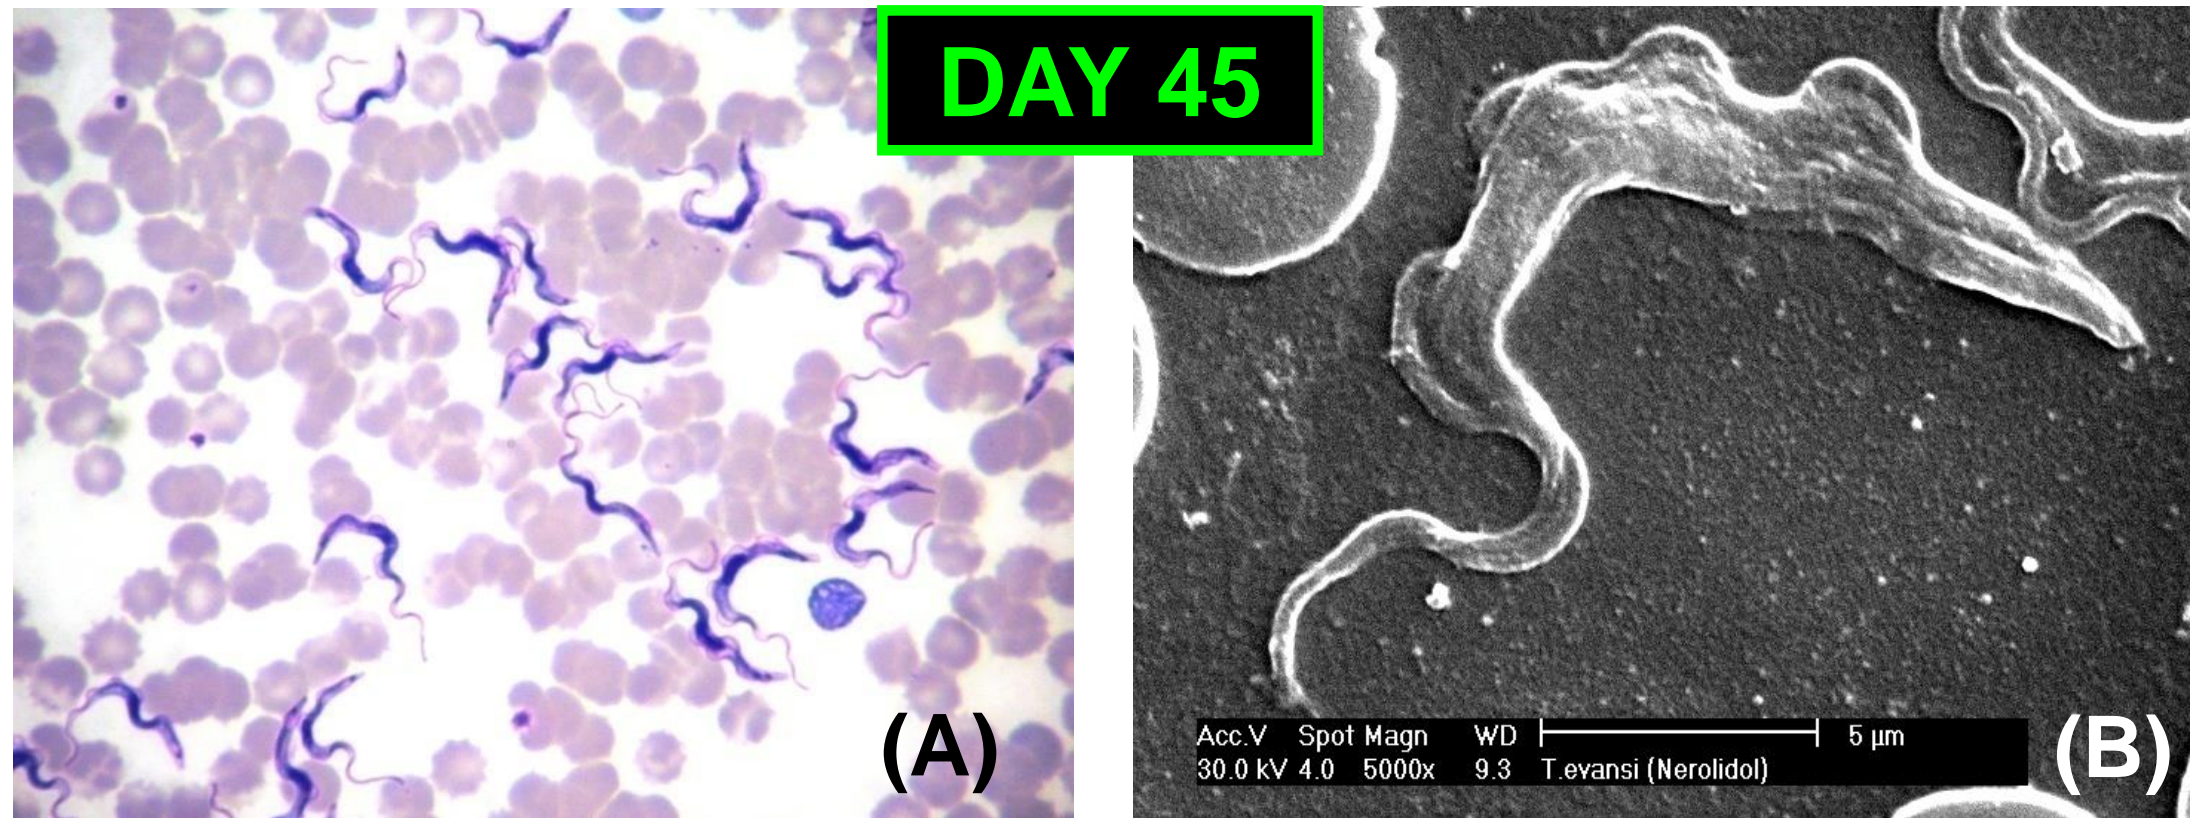 DAY 45
(A)
Acc.V Spot Magn WD 5 µm
30.0 kV 4.0 5000x 9.3 T.evansi (Nerolidol)
(B)